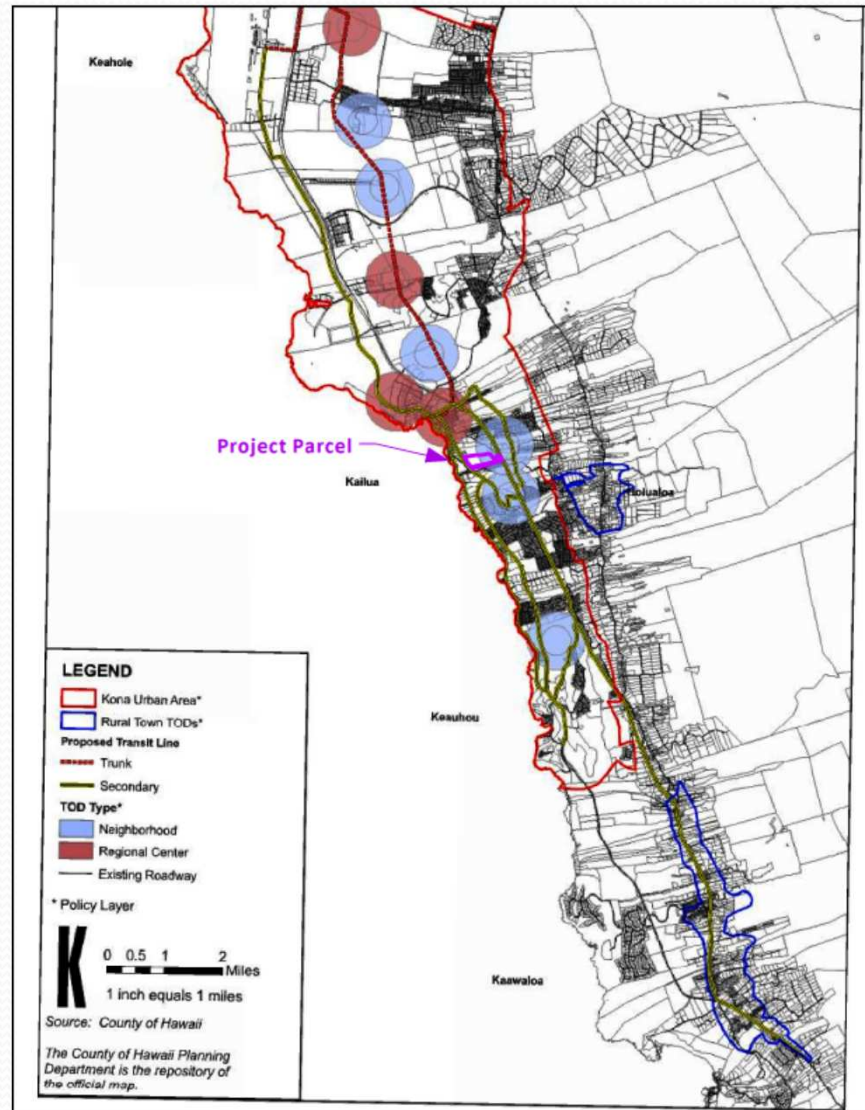 Keahole
Project Parcel
Kailua
Holualoa
Keauhou
Kaawaloa
LEGEND
Kona Urban Area*
Rural Town TODs*
Proposed Transit Line
Trunk
Secondary
TOD Type*
Neighborhood
Regional Center
Existing Roadway
* Policy Layer
K
0 0.5 1 2
Miles
1 inch equals 1 miles
Source: County of Hawaii
The County of Hawaii Planning
Department is the repository of
the official map.